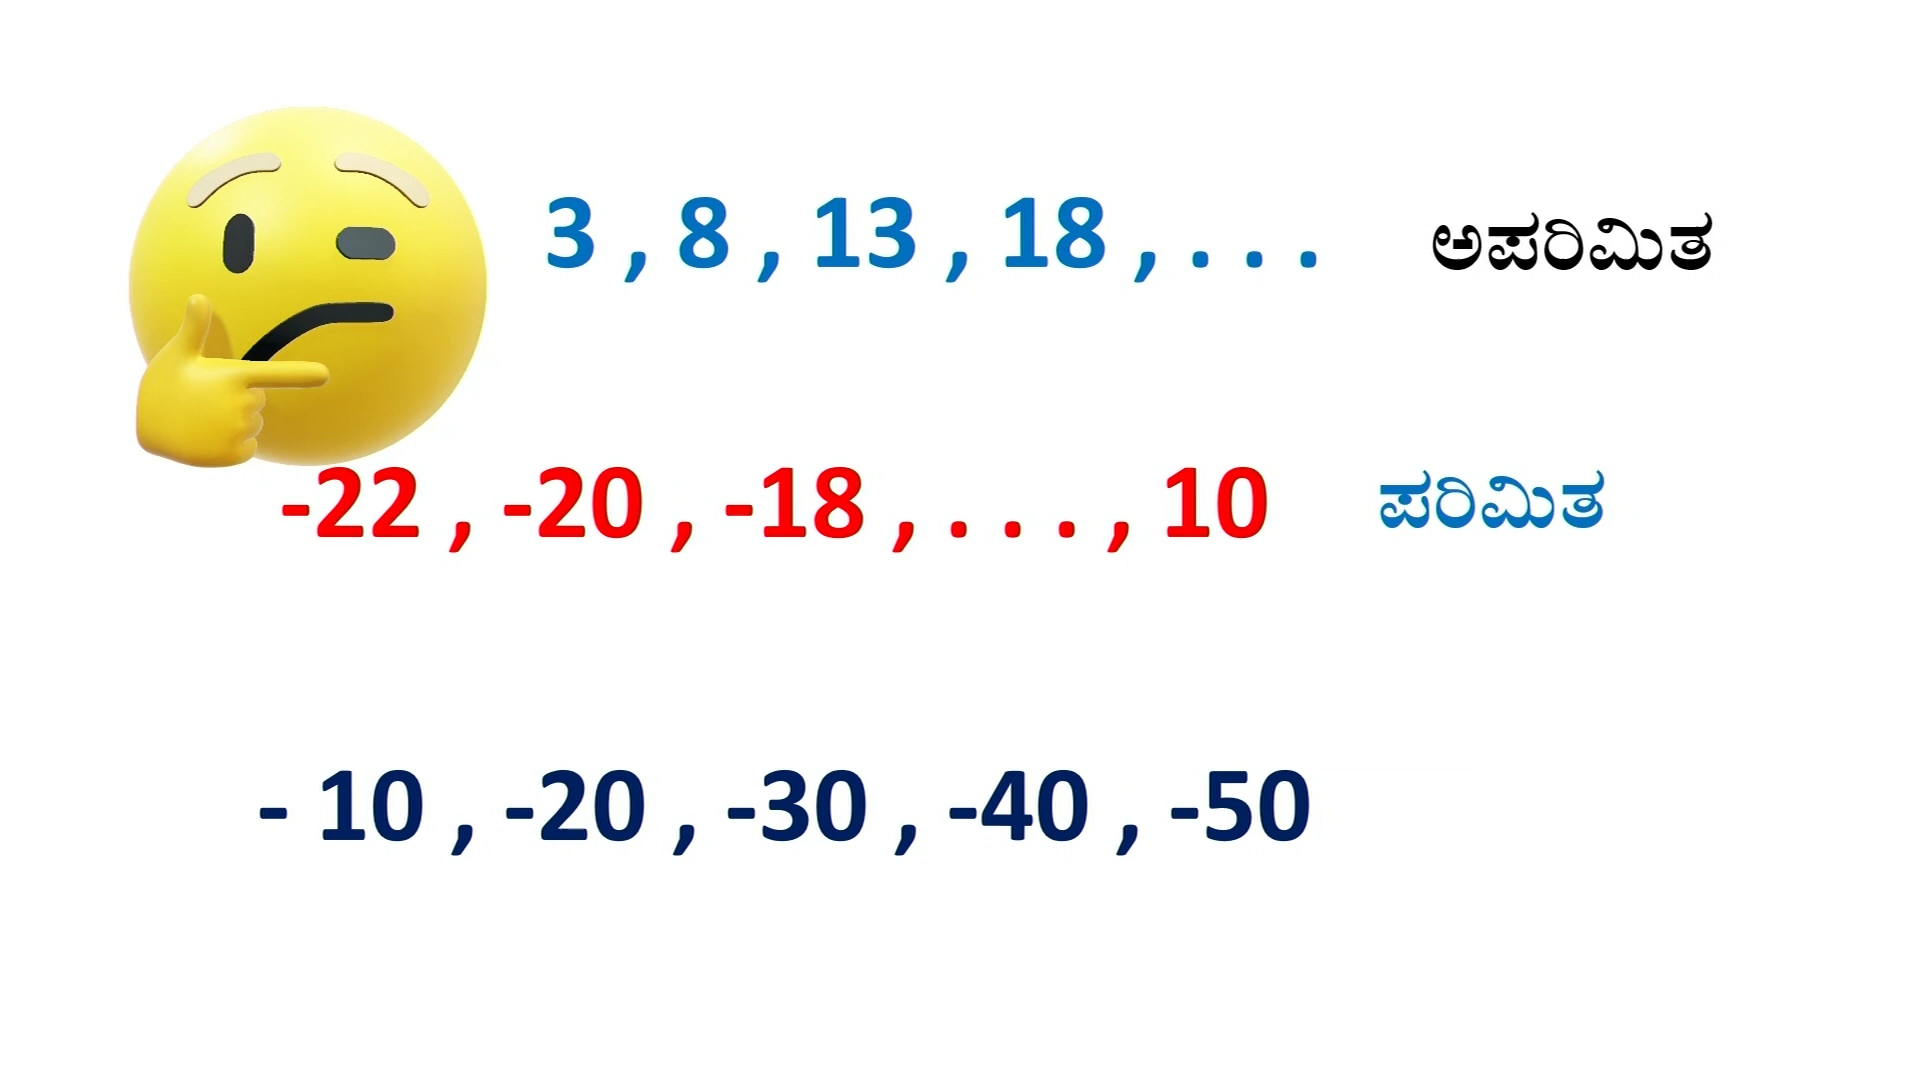 3 , 8 , 13 , 18 , . . . ಅಪರಿಮಿತ
-22 , -20 , -18 , . . . , 10 ಪರಿಮಿತ
- 10 , -20 , -30 , -40 , -50